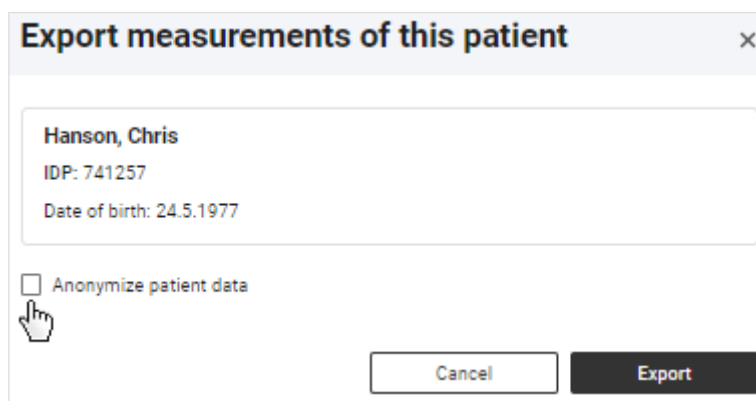 Export measurements of this patient
Hanson, Chris
IDP: 741257
Date of birth: 24.5.1977
Anonymize patient data
Cancel
Export